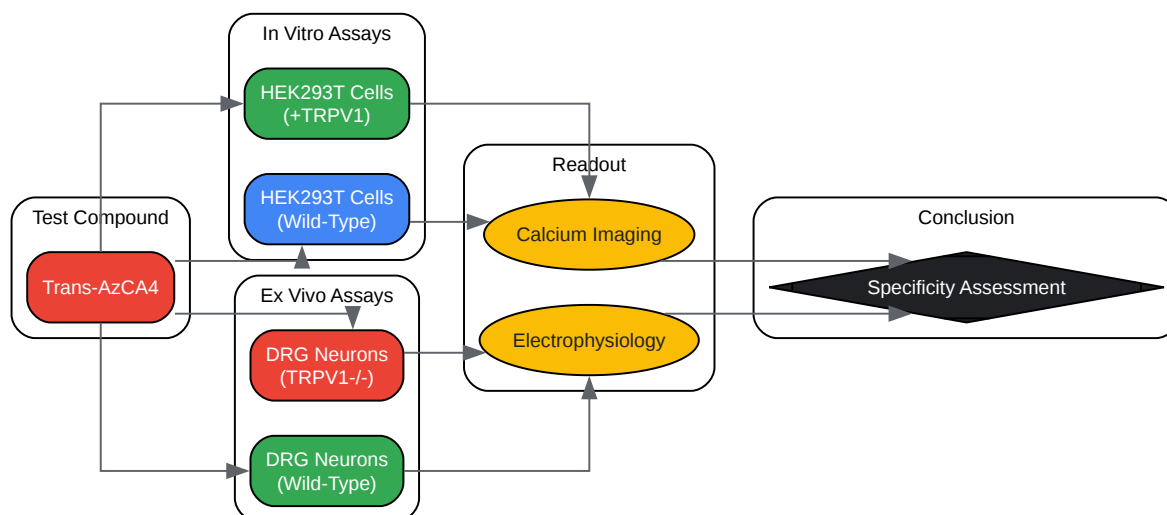 Test Compound
Trans-AzCA4
In Vitro Assays
HEK293T Cells
(+TRPV1)
HEK293T Cells
(Wild-Type)
Ex Vivo Assays
DRG Neurons
(TRPV1-/-)
DRG Neurons
(Wild-Type)
Readout
Calcium Imaging
Electrophysiology
Conclusion
Specificity Assessment